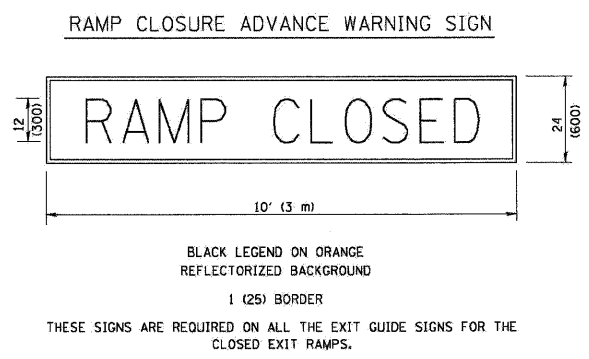 RAMP CLOSURE ADVANCE WARNING SIGN
RAMP CLOSED
12
(300)
24
(600)
10' (3 m)
BLACK LEGEND ON ORANGE
REFLECTORIZED BACKGROUND
1 (25) BORDER
THESE SIGNS ARE REQUIRED ON ALL THE EXIT GUIDE SIGNS FOR THE
CLOSED EXIT RAMPS.